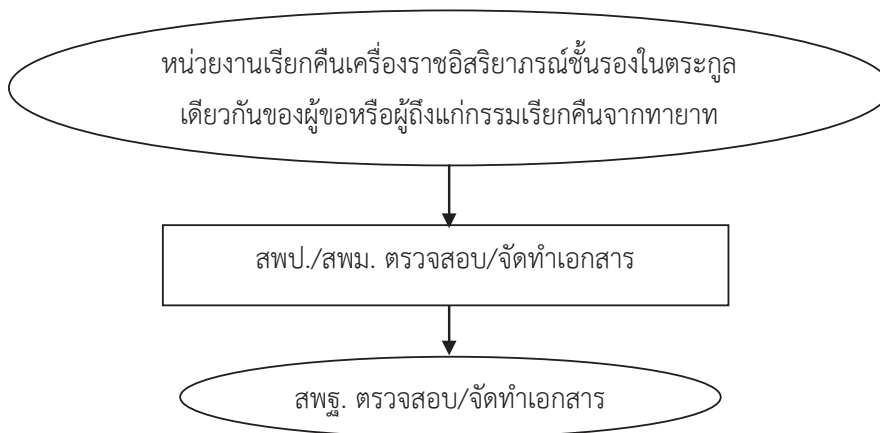 หน่วยงานเรียกคืนเครื่องราชอิสริยาภรณ์ชั้นรองในตระกูล
เดียวกันของผู้ขอหรือผู้ถึงแก่กรรมเรียกคืนจากทายาท
สพป./สพม. ตรวจสอบ/จัดทำเอกสาร
สพฐ. ตรวจสอบ/จัดทำเอกสาร